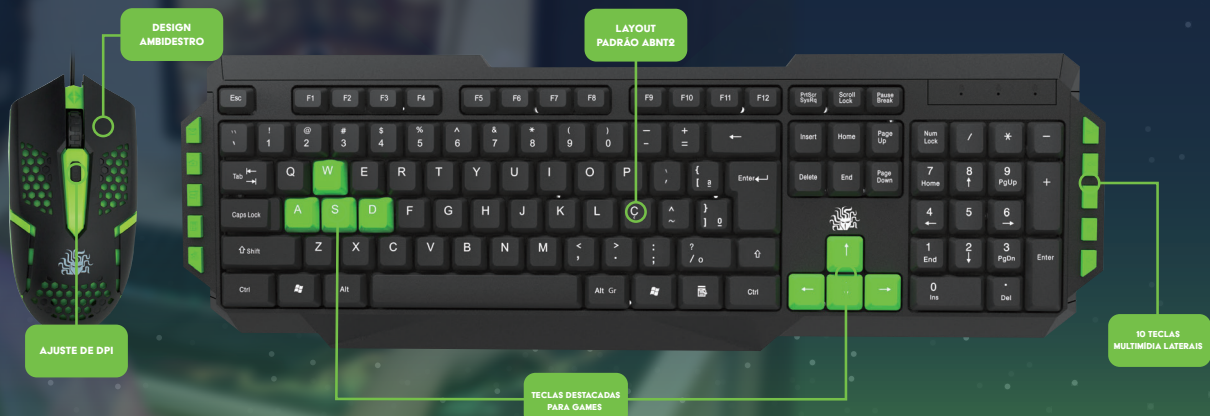 DESIGN
AMBIDESTRO
LAYOUT
PADRÃO ABNT2
Esc F1 F2 F3 F4 F5 F6 F7 F8 F9 F10 F11 F12 PrtScr SysRq Scroll Lock Pause Break
! @ # $ % ^ & * ( ) — +
1 2 3 4 5 6 7 8 9 0 - = ← Insert Home Page Up Num Lock / * -
Tab Q W E R T Y U I O P { [ ª Enter Delete End Page Down 7 Home 8 ↑ 9 PgUp +
Caps Lock A S D F G H J K L Ç ^ ~ } ] º 4 ← 5 6 →
⇧ Shift Z X C V B N M < , > . : ; ? / o ⇧ ↑ 1 End 2 ↓ 3 PgDn Enter
Ctrl Alt Alt Gr Ctrl ← → 0 Ins . Del
AJUSTE DE DPI
10 TECLAS
MULTIMÍDIA LATERAIS
TECLAS DESTACADAS
PARA GAMES